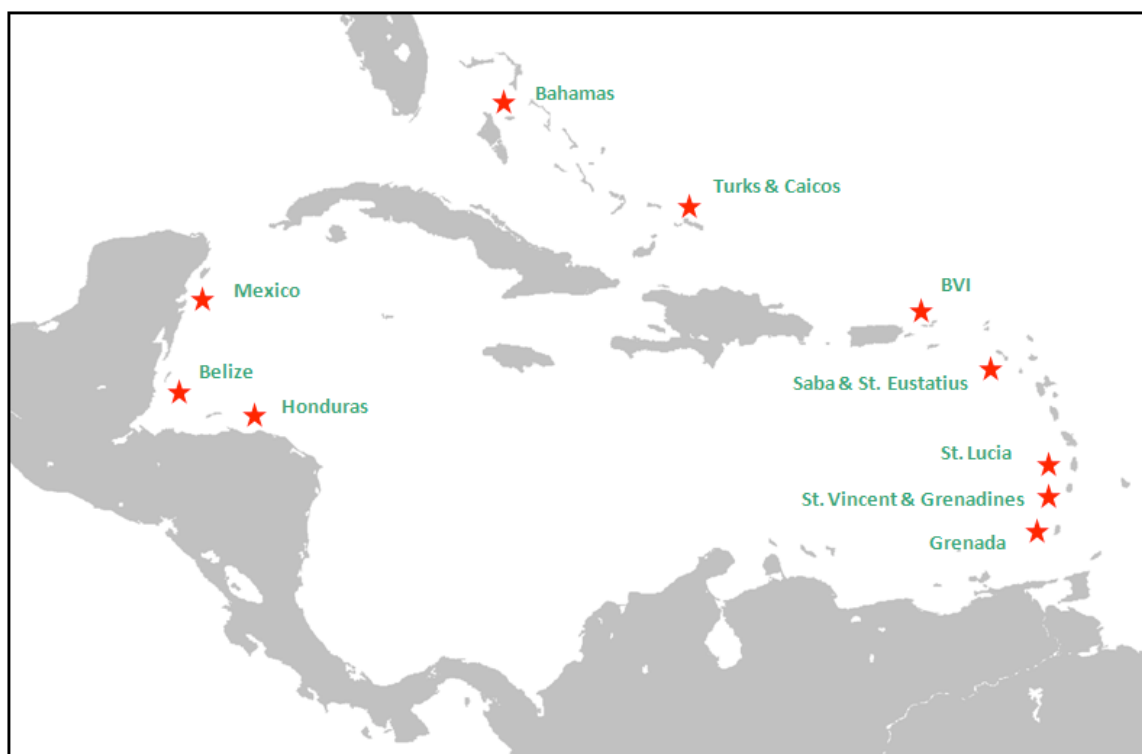 Bahamas
Turks & Caicos
BVI
Mexico
Saba & St. Eustatius
Belize
Honduras
St. Lucia
St. Vincent & Grenadines
Grenada